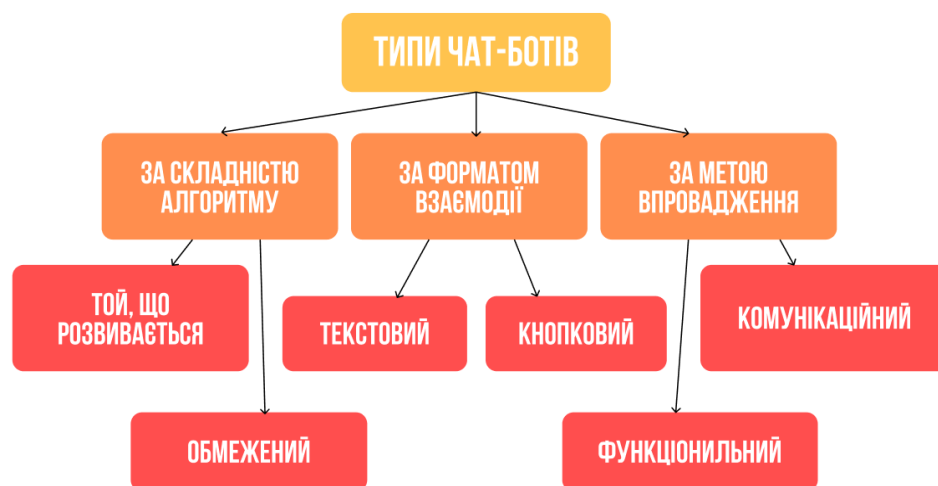 ТИПИ ЧАТ-БОТІВ
ЗА СКЛАДНІСТЮ
АЛГОРИТМУ
ЗА ФОРМАТОМ
ВЗАЄМОДІЇ
ЗА МЕТОЮ
ВПРОВАДЖЕННЯ
ТОЙ, ЩО
РОЗВИВАЄТЬСЯ
ТЕКСТОВИЙ
КНОПКОВИЙ
КОМУНІКАЦІЙНИЙ
ОБМЕЖЕНИЙ
ФУНКЦІОНИЛЬНИЙ